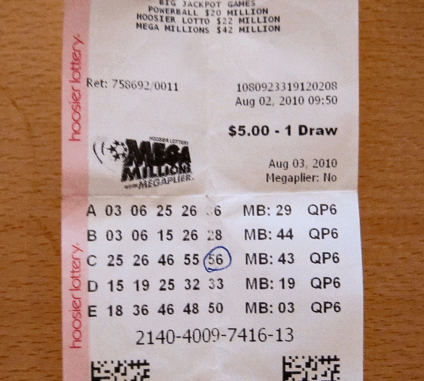 BIG JACKPOT GAMES
POWERBALL $20 MILLION
HOOSIER LOTTO $22 MILLION
MEGA MILLIONS $42 MILLION
hoosier lottery.
Ret: 758692/0011 1080923319120208
Aug 02, 2010 09:50
$5.00 - 1 Draw
HOOSIER LOTTERY
MEGA
MILLIONS
WITH MEGAPLIER
Aug 03, 2010
Megaplier: No
A 03 06 25 26 MB: 29 QP6
B 03 06 15 26 28 MB: 44 QP6
C 25 26 46 55 56 MB: 43 QP6
D 15 19 25 32 33 MB: 19 QP6
E 18 36 46 48 50 MB: 03 QP6
hoosier lottery.
2140-4009-7416-13